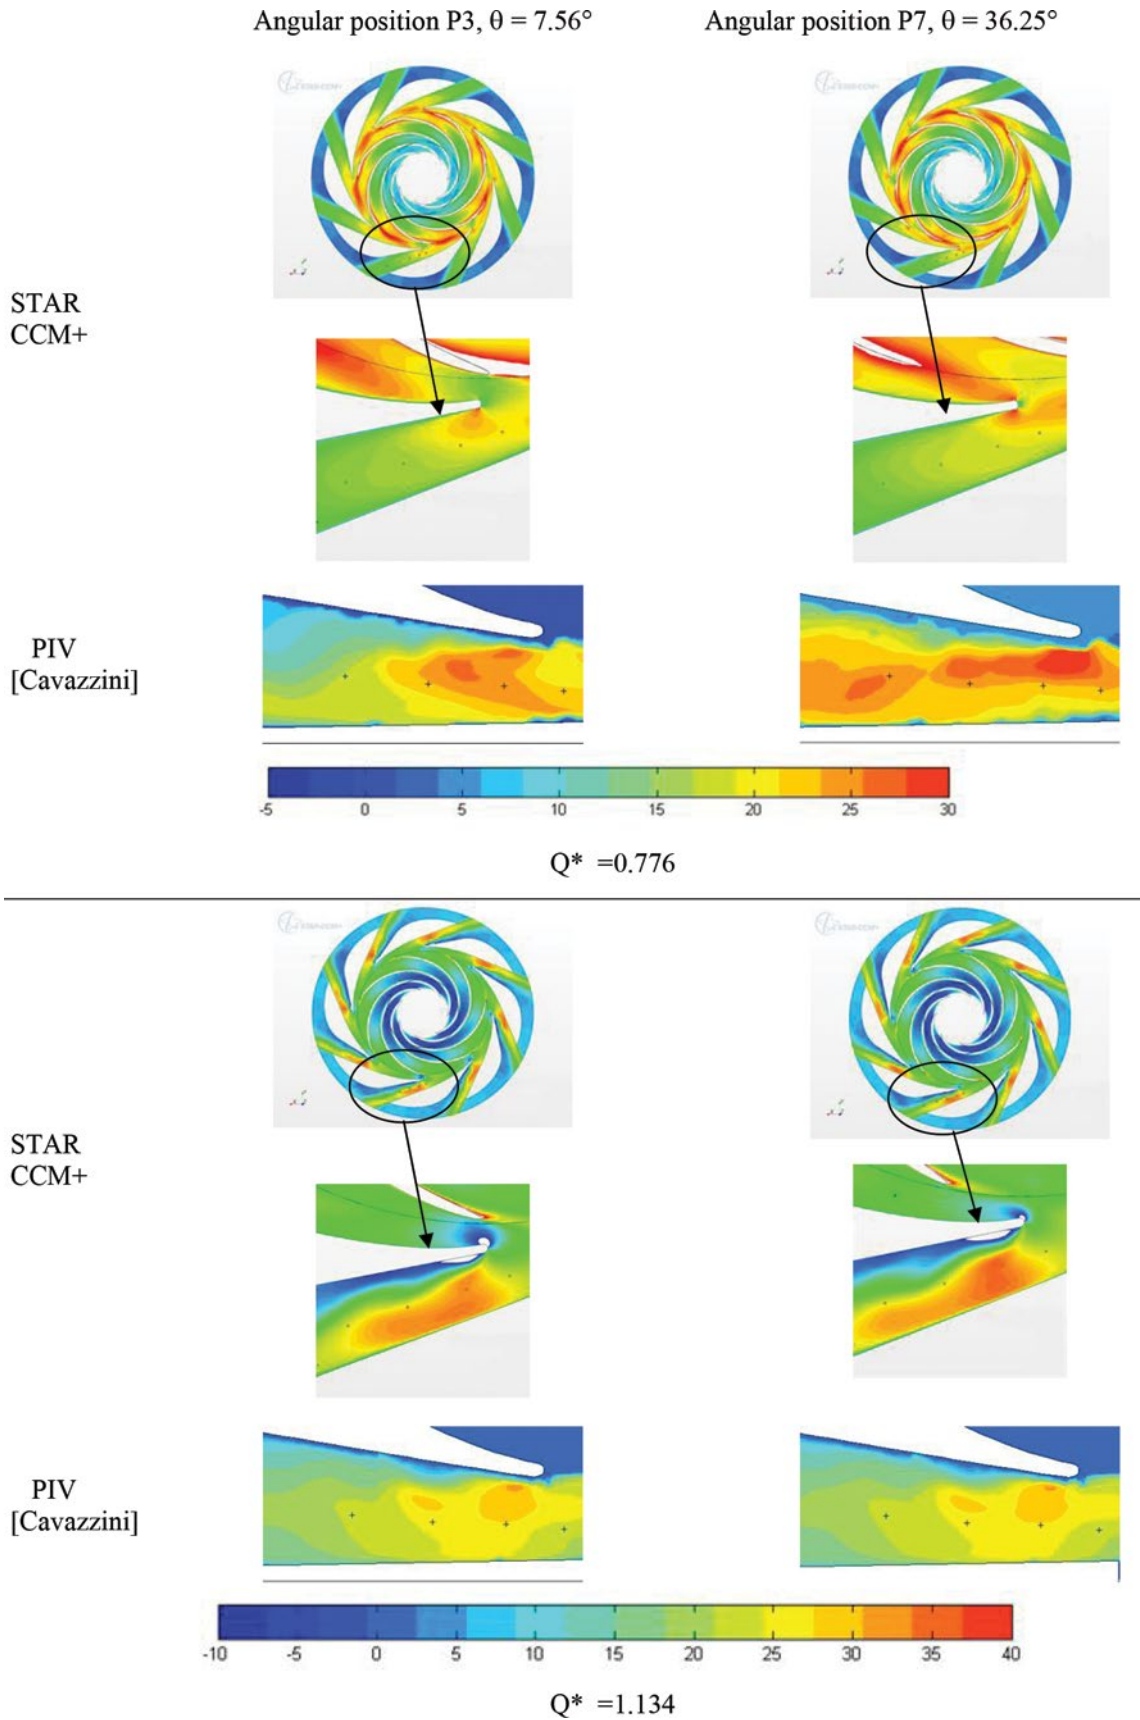 Angular position P3, θ = 7.56°
Angular position P7, θ = 36.25°
STAR
CCM+
PIV
[Cavazzini]
-5 0 5 10 15 20 25 30
Q* =0.776
STAR
CCM+
PIV
[Cavazzini]
-10 -5 0 5 10 15 20 25 30 35 40
Q* =1.134